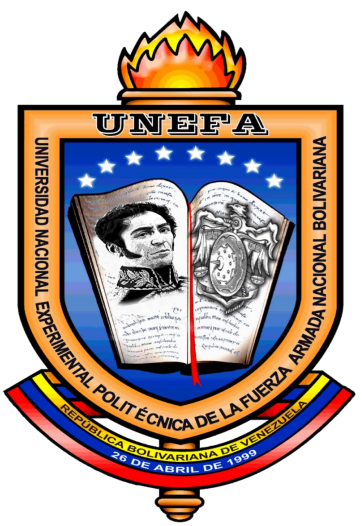 UNEFA
UNIVERSIDAD NACIONAL EXPERIMENTAL POLITÉCNICA DE LA FUERZA ARMADA NACIONAL BOLIVARIANA
REPÚBLICA BOLIVARIANA DE VENEZUELA
26 DE ABRIL DE 1999